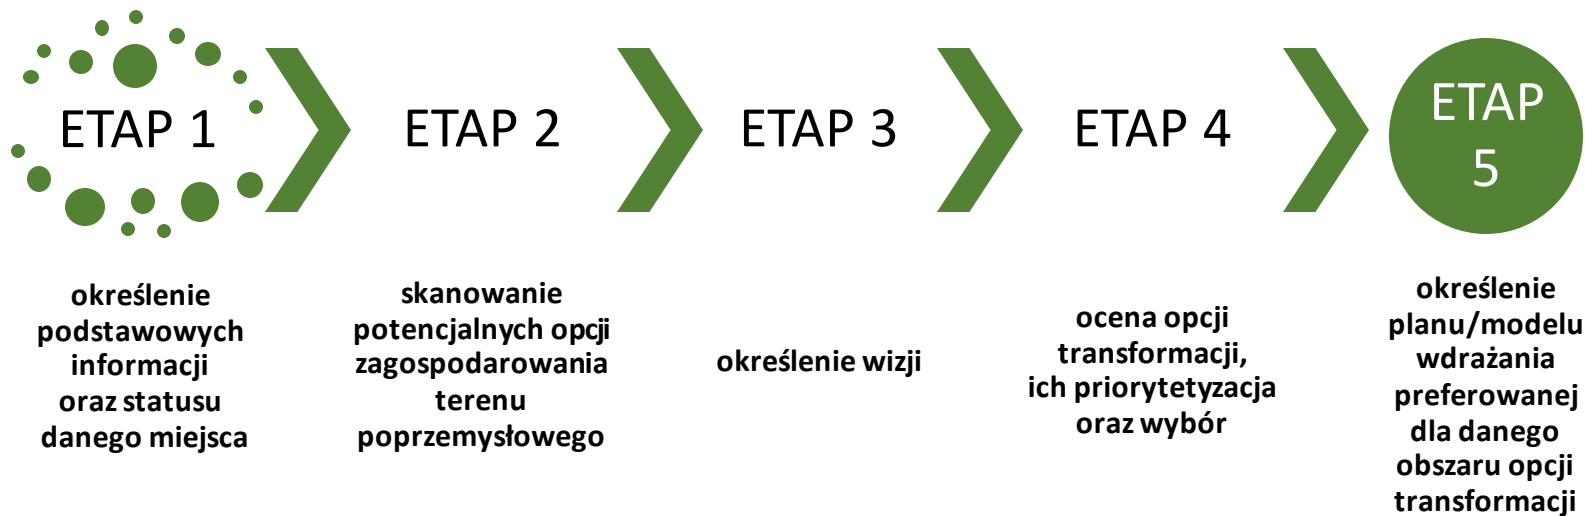 ETAP 1
określenie
podstawowych
informacji
oraz statusu
danego miejsca
ETAP 2
skanowanie
potencjalnych opcji
zagospodarowania
terenu
poprzemysłowego
ETAP 3
określenie wizji
ETAP 4
ocena opcji
transformacji,
ich priorytetyzacja
oraz wybór
ETAP
5
określenie
planu/modelu
wdrażania
preferowanej
dla danego
obszaru opcji
transformacji